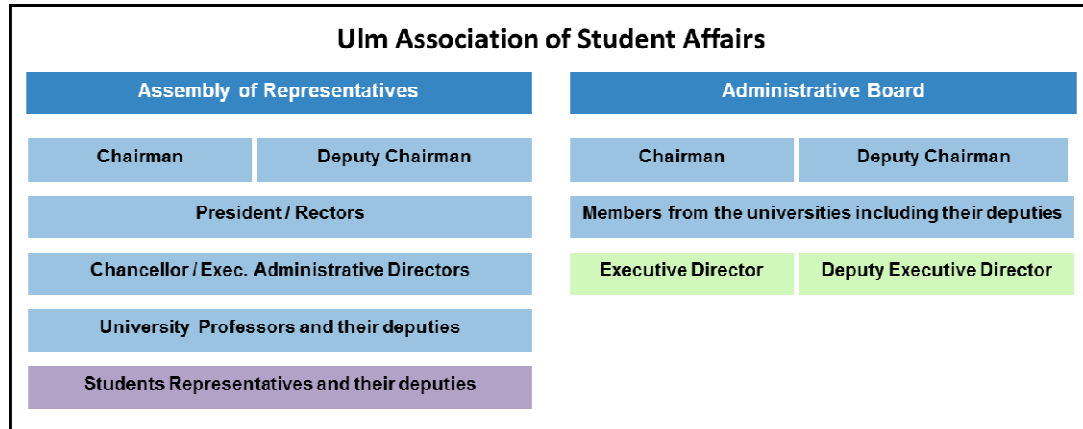 Ulm Association of Student Affairs
Assembly of Representatives
Chairman
Deputy Chairman
President / Rectors
Chancellor / Exec. Administrative Directors
University Professors and their deputies
Students Representatives and their deputies
Administrative Board
Chairman
Deputy Chairman
Members from the universities including their deputies
Executive Director
Deputy Executive Director